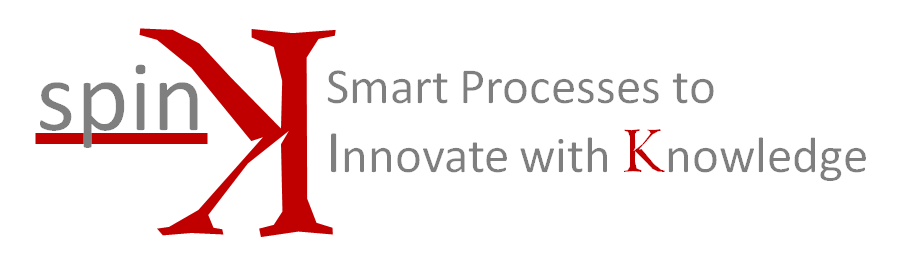 spinK
Smart Processes to
Innovate with Knowledge